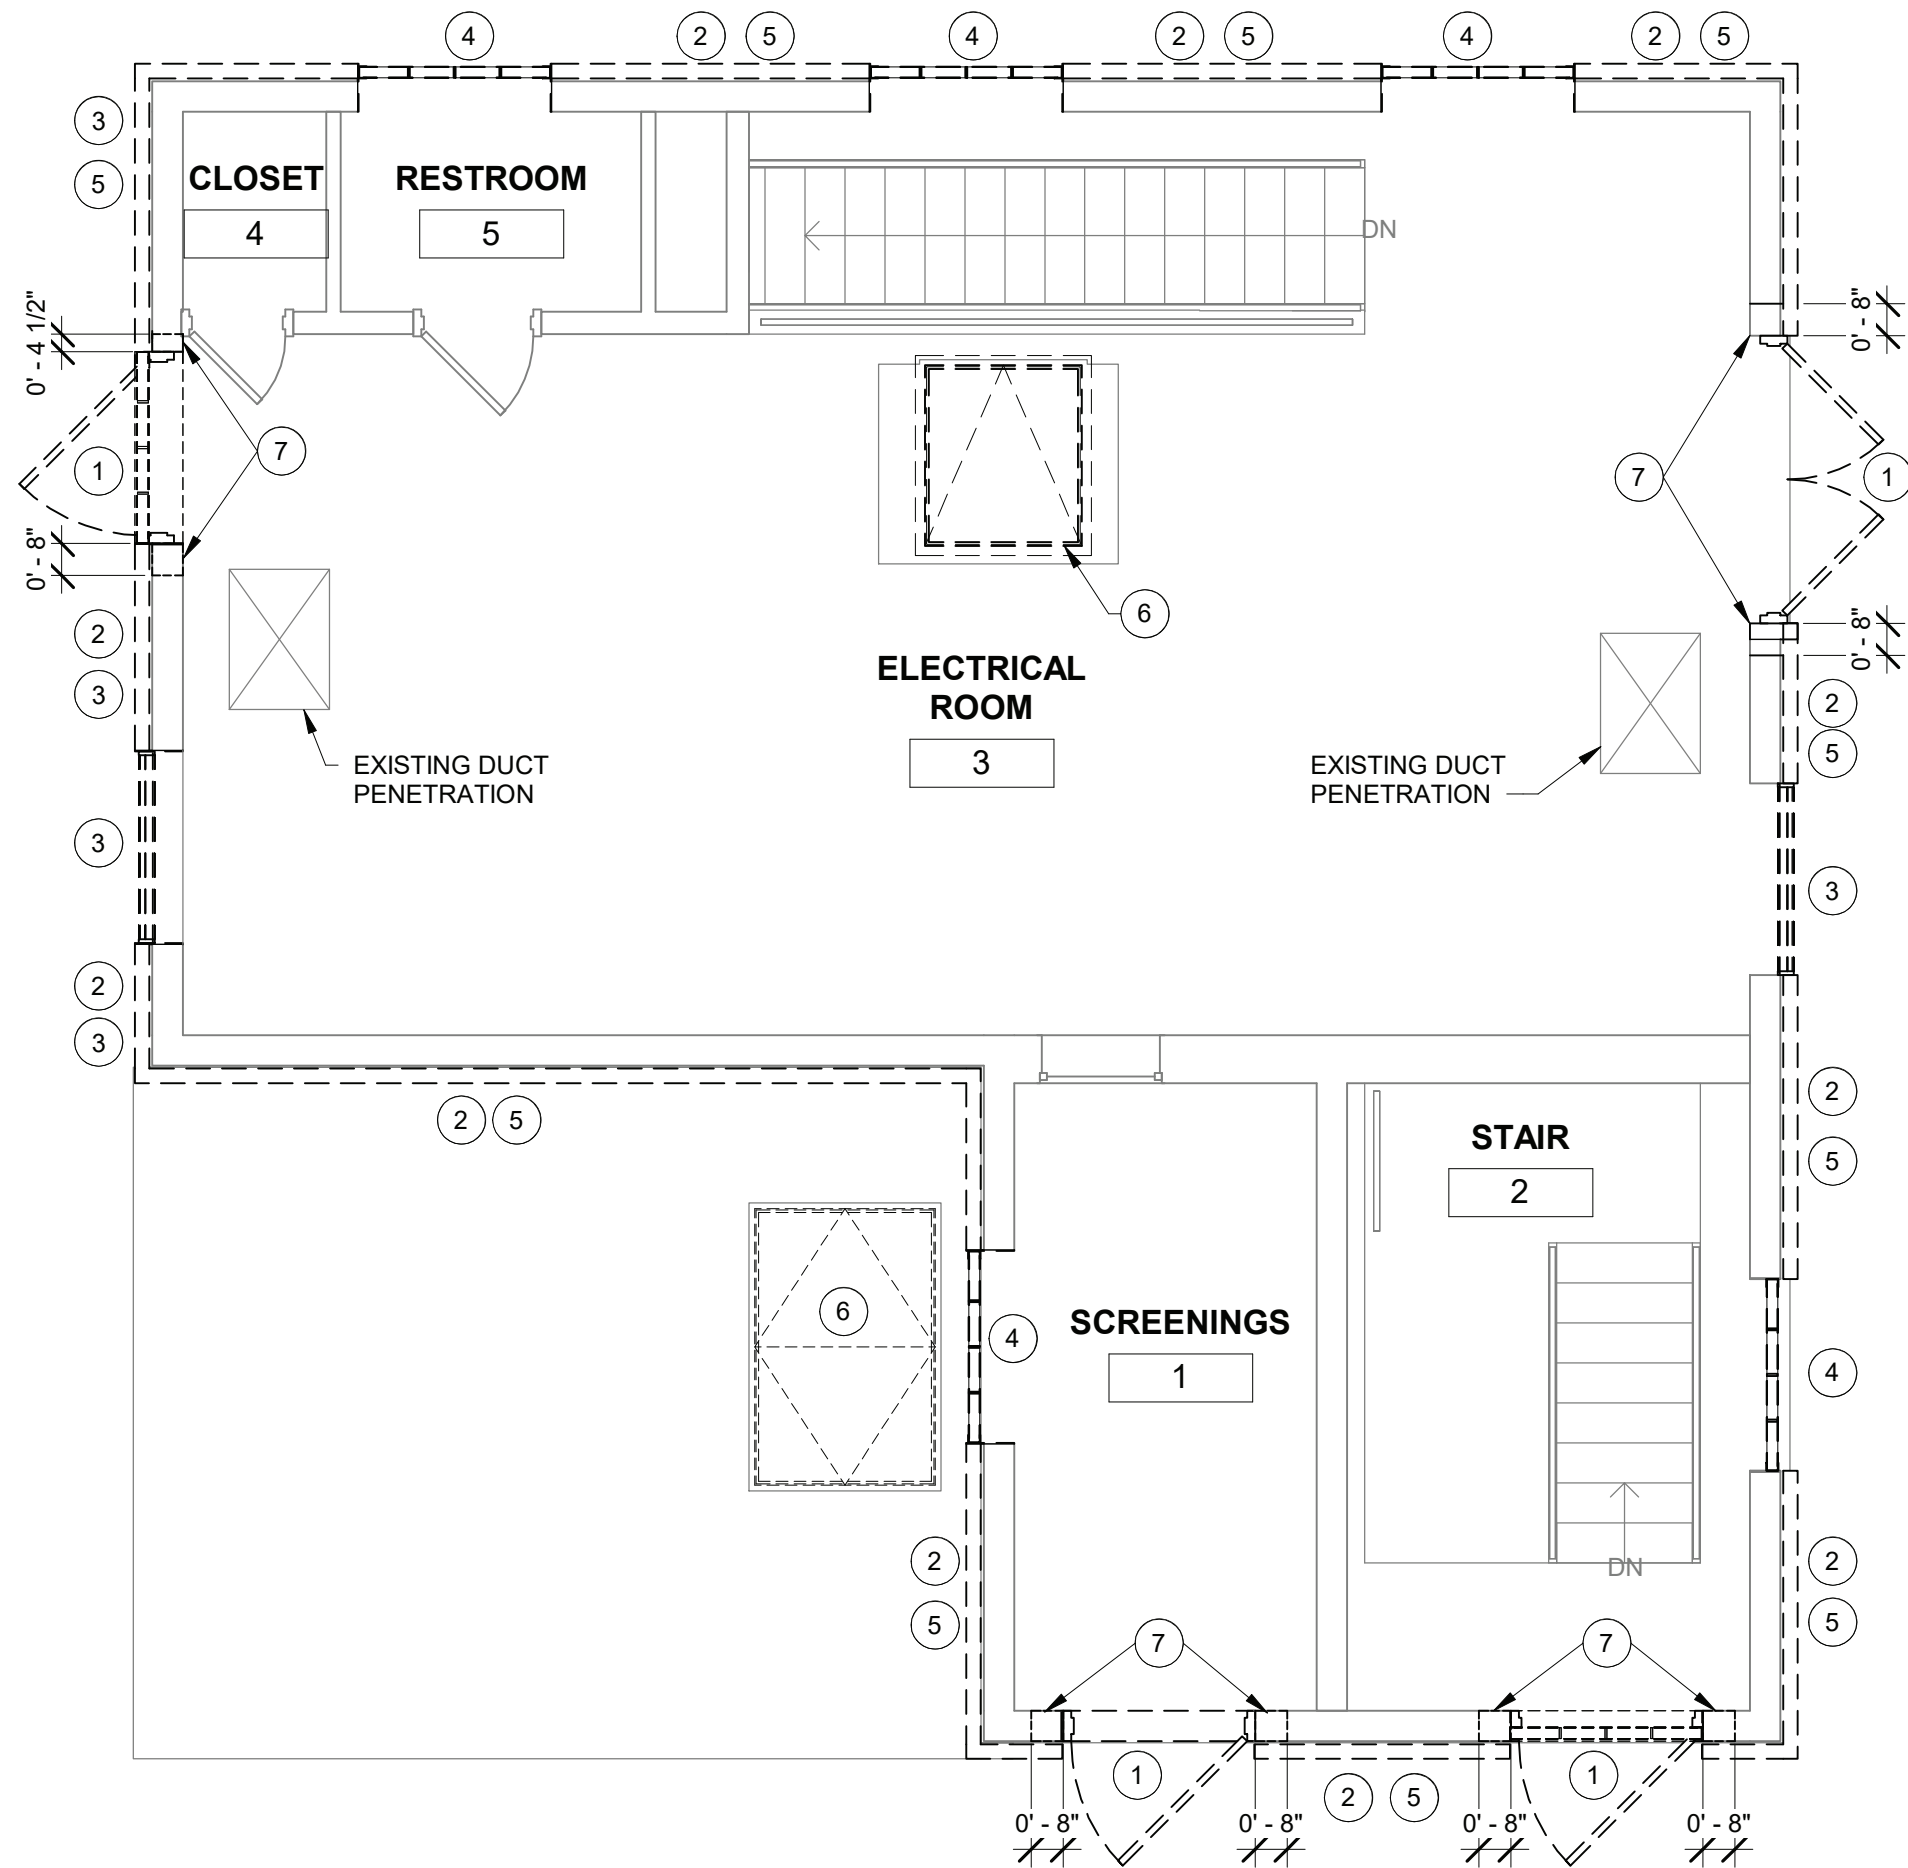 4 2 5 4 2 5 4 2 5
3
5
CLOSET
4
RESTROOM
5
DN
0' - 4 1/2"
0' - 8"
1
7
7
1
0' - 8"
0' - 8"
6
2
3
ELECTRICAL
ROOM
3
2
5
EXISTING DUCT
PENETRATION
EXISTING DUCT
PENETRATION
3
3
2
3
2 5
2
5
STAIR
2
6
4
SCREENINGS
1
4
DN
2
5
2
5
7
7
1
2 5
1
0' - 8"
0' - 8"
0' - 8"
0' - 8"